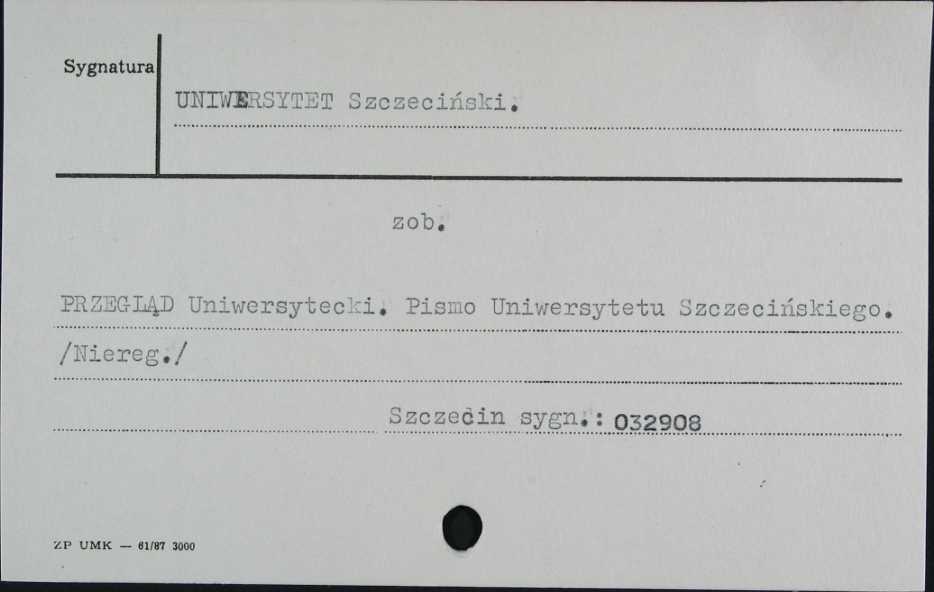 Sygnatura
UNIWERSYTET Szczeciński.
zob.
PRZEGLĄD Uniwersytecki. Pismo Uniwersytetu Szczecińskiego.
/Niereg./
Szczecin sygn.: 032908
ZP UMK — 61/87 3000